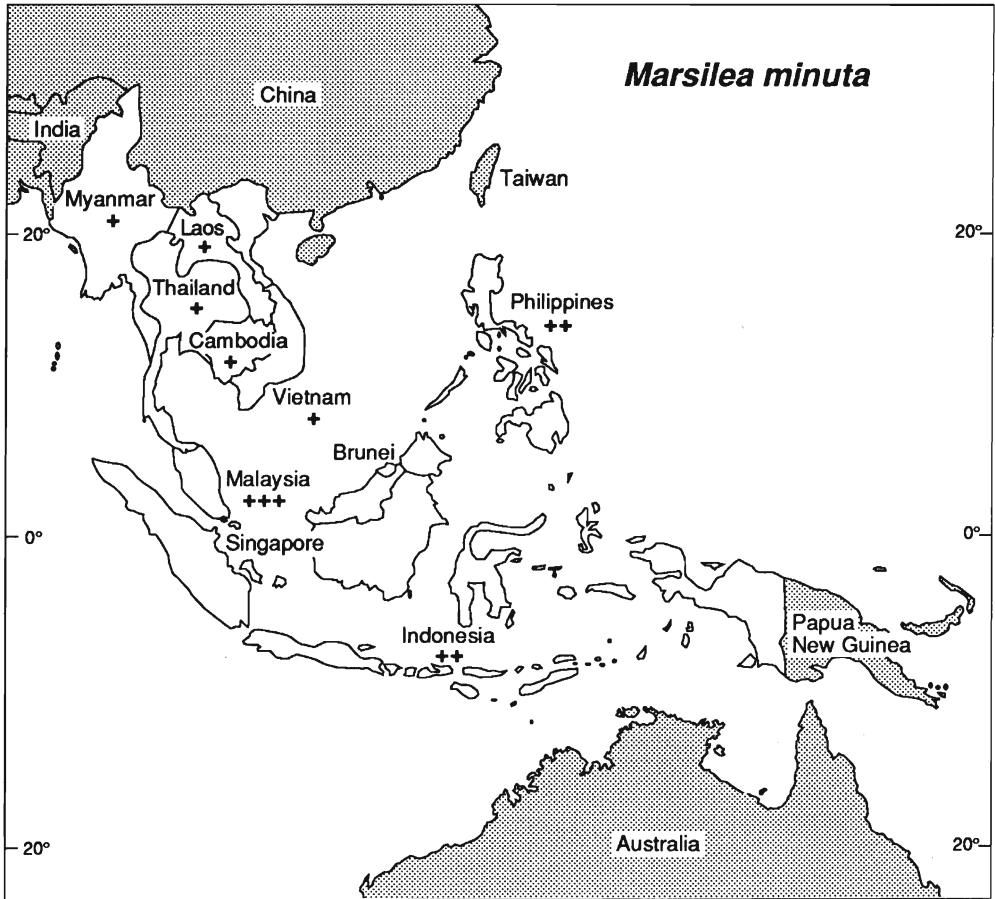 Marsilea minuta
China
India
Taiwan
Myanmar
+
Laos
+
20°
20°
Thailand
+
Philippines
++
Cambodia
+
Vietnam
+
Brunei
Malaysia
+++
0°
0°
Singapore
Indonesia
++
Papua
New Guinea
20°
20°
Australia